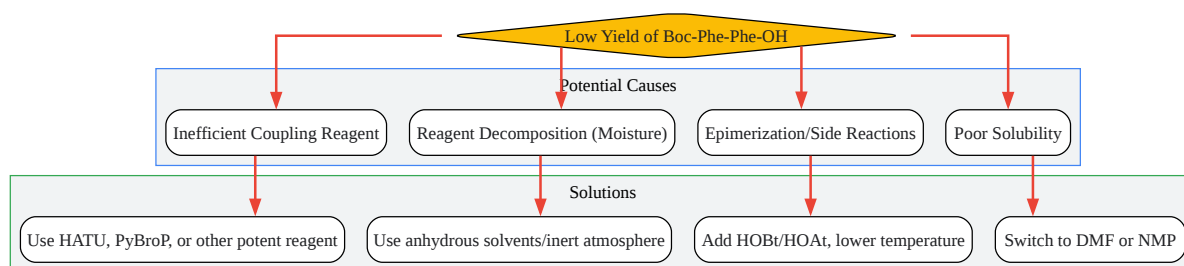 Low Yield of Boc-Phe-Phe-OH
Potential Causes
Inefficient Coupling Reagent
Reagent Decomposition (Moisture)
Epimerization/Side Reactions
Poor Solubility
Solutions
Use HATU, PyBroP, or other potent reagent
Use anhydrous solvents/inert atmosphere
Add HOBt/HOAt, lower temperature
Switch to DMF or NMP